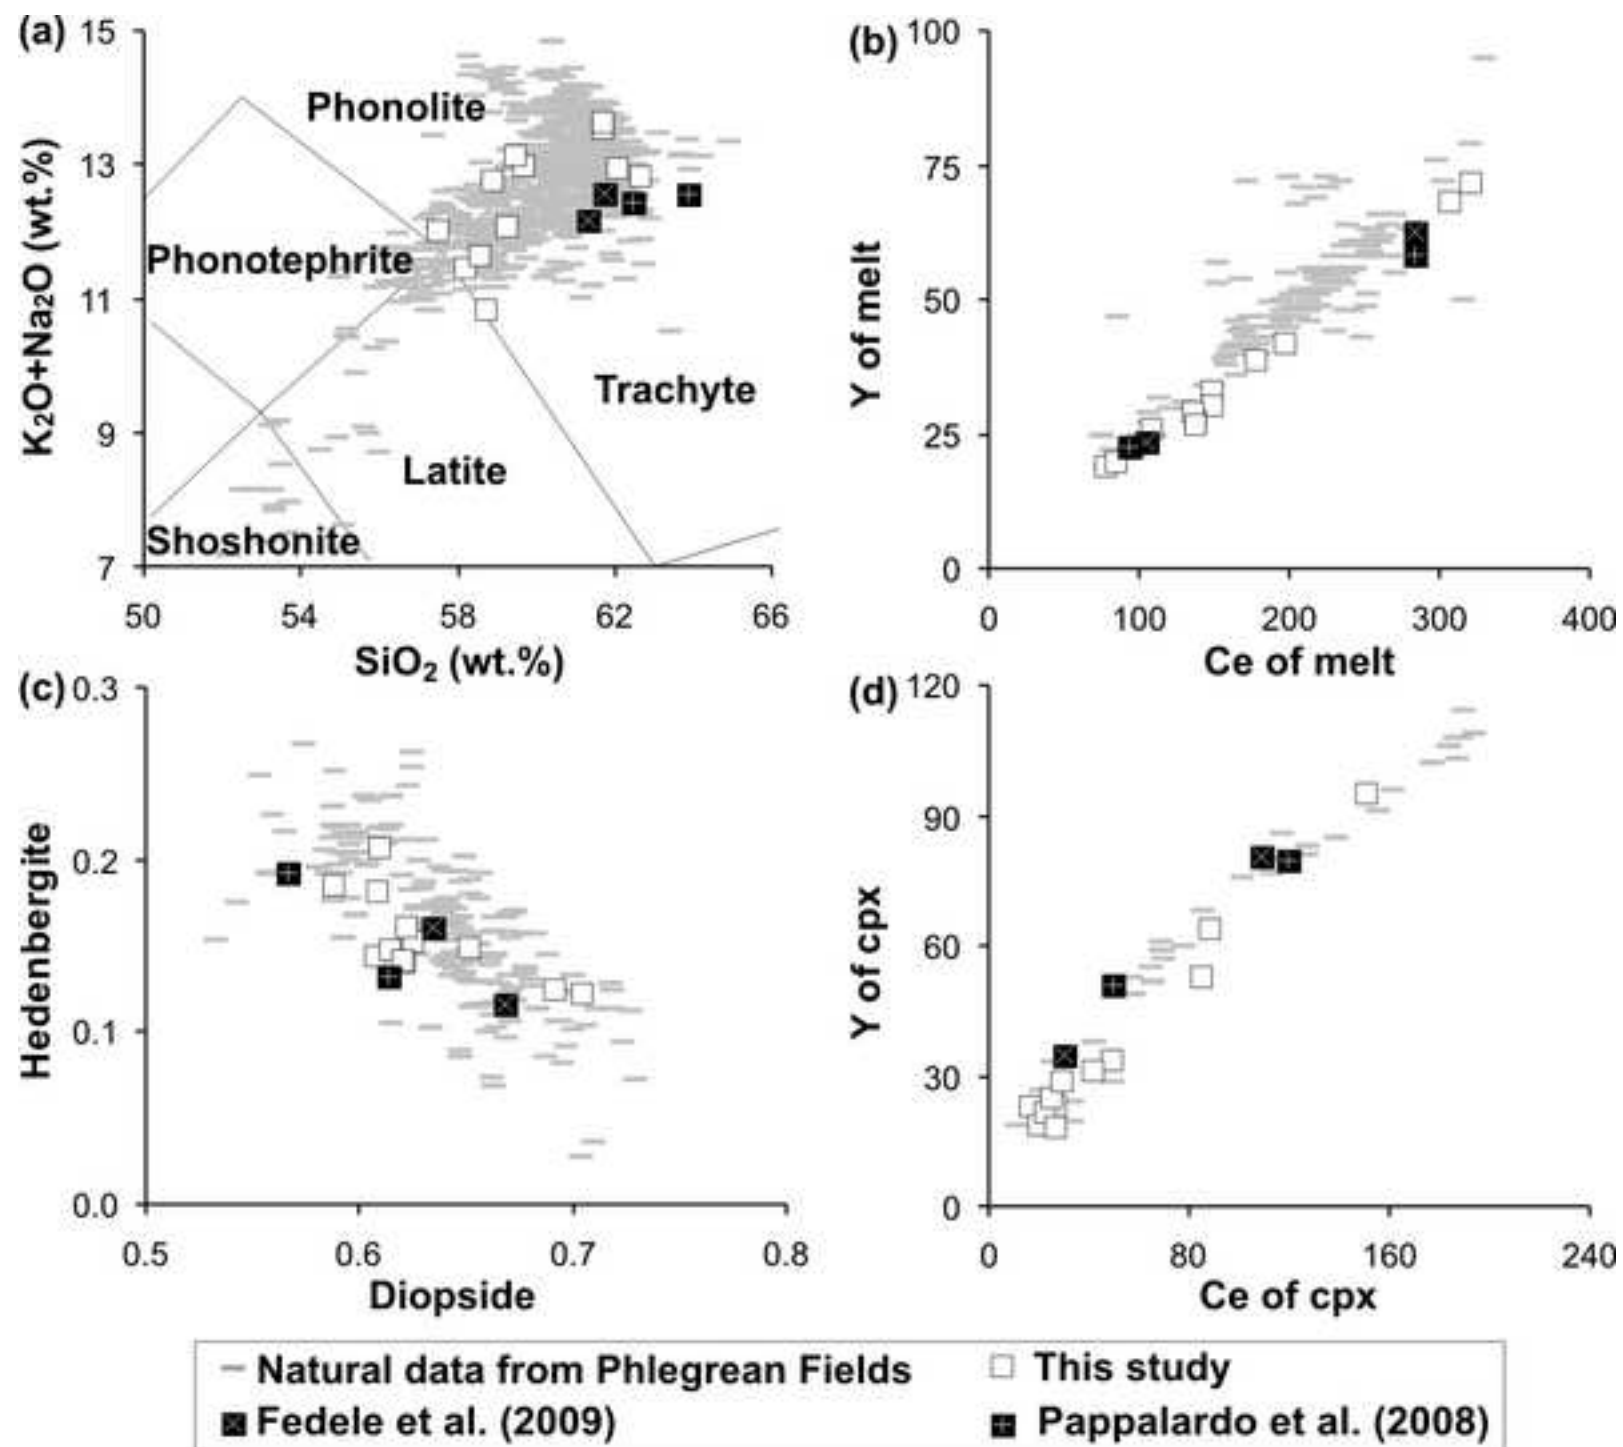 (a)
15
13
11
9
7
K₂O+Na₂O (wt.%)
Phonolite
Phonotephrite
Trachyte
Latite
Shoshonite
50 54 58 62 66
SiO₂ (wt.%)
(b)
100
75
50
25
0
Y of melt
0 100 200 300 400
Ce of melt
(c)
0.3
0.2
0.1
0.0
Hedenbergite
0.5 0.6 0.7 0.8
Diopside
(d)
120
90
60
30
0
Y of cpx
0 80 160 240
Ce of cpx
Natural data from Phlegrean Fields
This study
Fedele et al. (2009)
Pappalardo et al. (2008)